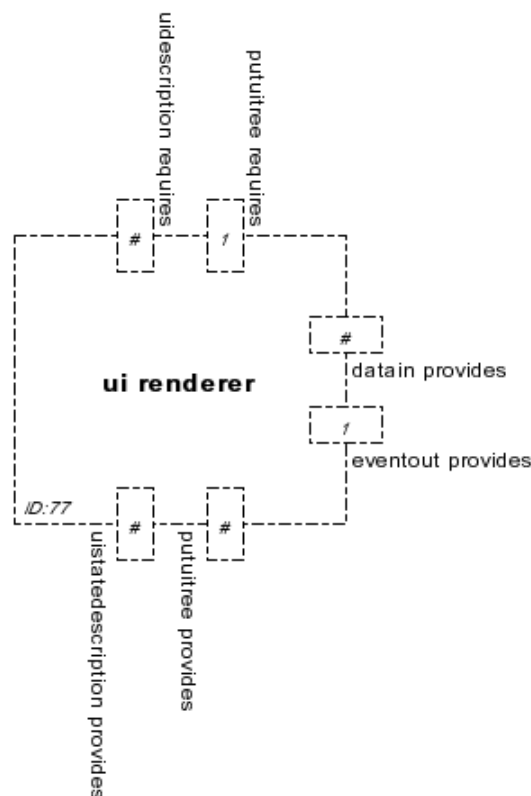 uidescription requires
putuitree requires
#
1
#
datain provides
ui renderer
1
eventout provides
ID:77
#
#
uistatedescription provides
putuitree provides